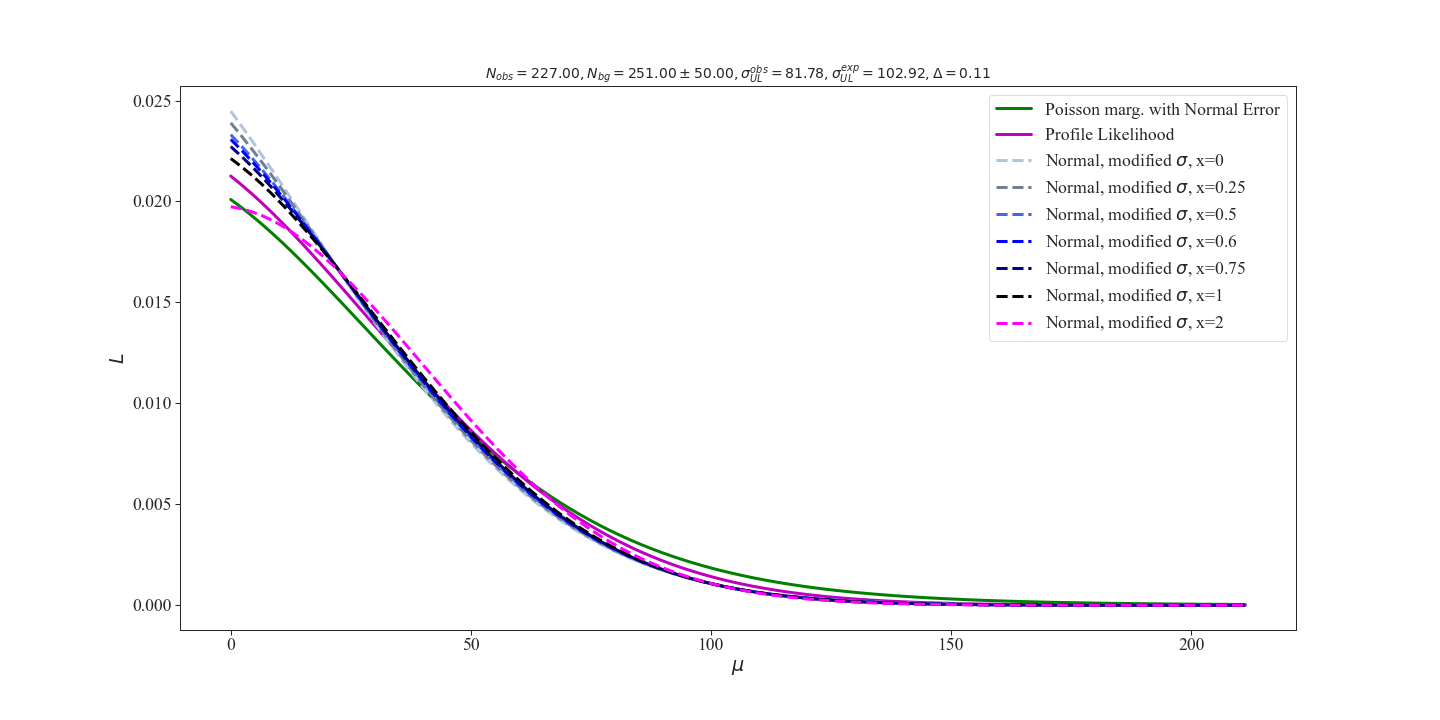 N_obs = 227.00, N_bg = 251.00 ± 50.00, σ_UL^obs = 81.78, σ_UL^exp = 102.92, Δ = 0.11
0.025
0.020
0.015
0.010
0.005
0.000
L
Poisson marg. with Normal Error
Profile Likelihood
Normal, modified σ, x=0
Normal, modified σ, x=0.25
Normal, modified σ, x=0.5
Normal, modified σ, x=0.6
Normal, modified σ, x=0.75
Normal, modified σ, x=1
Normal, modified σ, x=2
0 50 100 150 200
μ